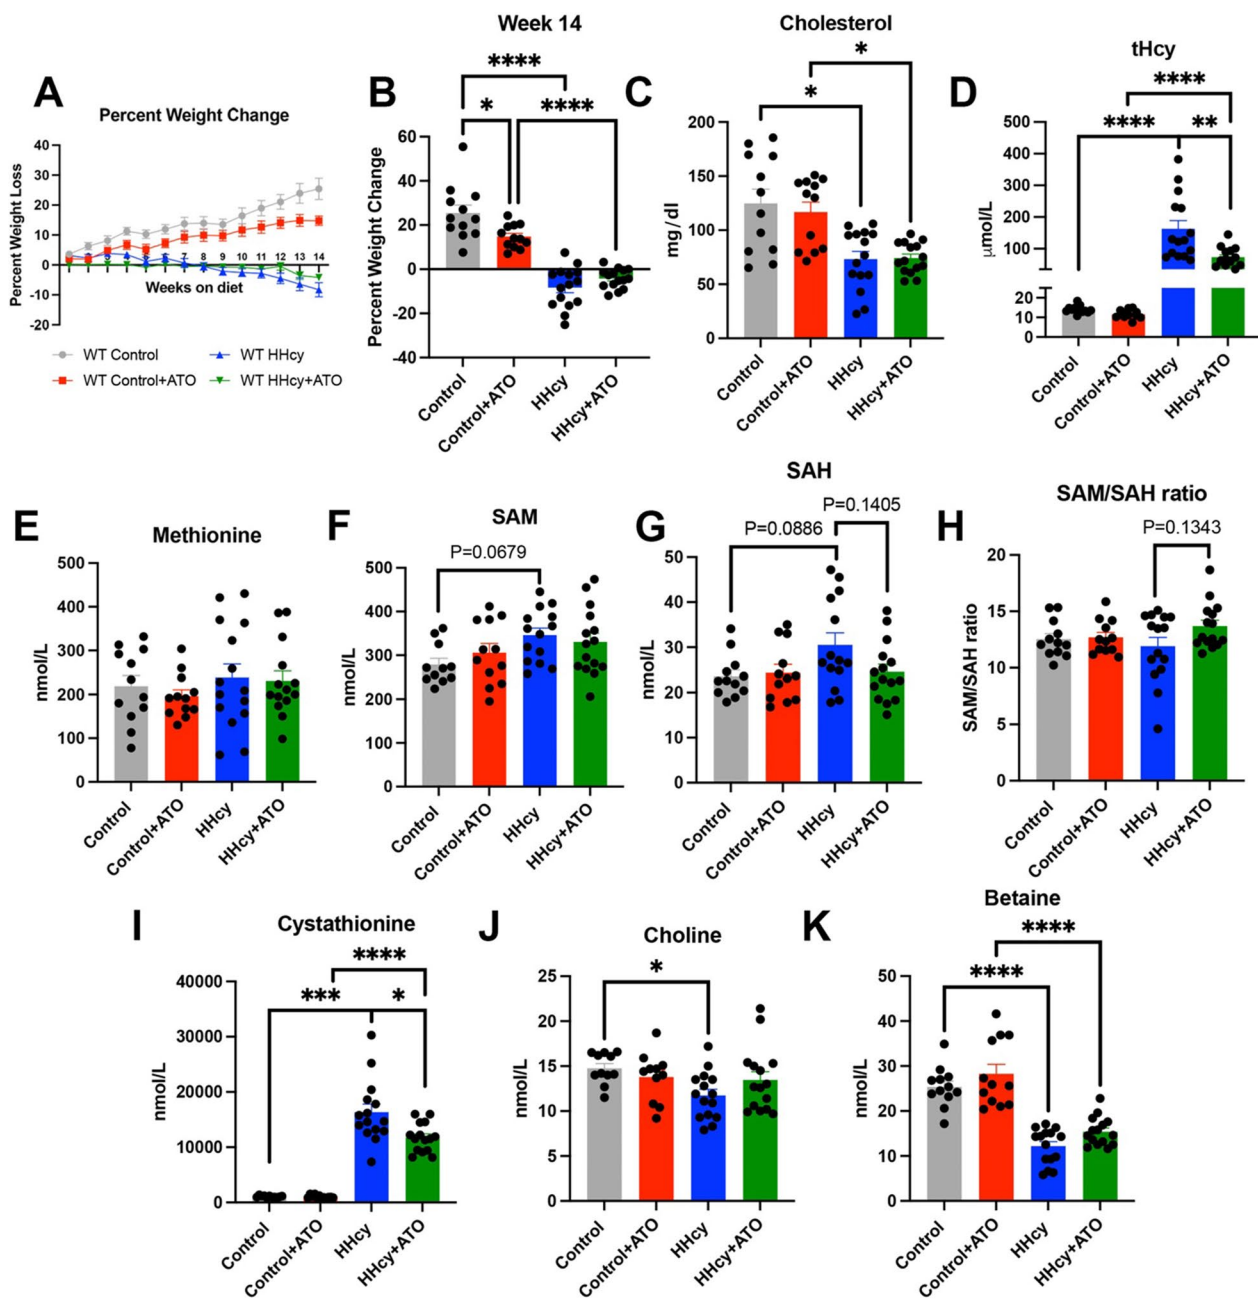 A
Percent Weight Change
Percent Weight Loss
40
30
20
10
0
-10
-20
5
7
8
9
10
11
12
13
14
Weeks on diet
WT Control
WT HHcy
WT Control+ATO
WT HHcy+ATO
B
Week 14
****
*
****
Percent Weight Change
60
40
20
0
-20
-40
Control
Control+ATO
HHcy
HHcy+ATO
C
Cholesterol
*
*
mg/dl
200
150
100
50
0
Control
Control+ATO
HHcy
HHcy+ATO
D
tHcy
****
****
**
μmol/L
500
400
300
200
100
20
10
0
Control
Control+ATO
HHcy
HHcy+ATO
E
Methionine
nmol/L
500
400
300
200
100
0
Control
Control+ATO
HHcy
HHcy+ATO
F
SAM
P=0.0679
nmol/L
500
400
300
200
100
0
Control
Control+ATO
HHcy
HHcy+ATO
G
SAH
P=0.1405
P=0.0886
nmol/L
50
40
30
20
10
0
Control
Control+ATO
HHcy
HHcy+ATO
H
SAM/SAH ratio
P=0.1343
SAM/SAH ratio
20
15
10
5
0
Control
Control+ATO
HHcy
HHcy+ATO
I
Cystathionine
****
***
*
nmol/L
40000
30000
20000
10000
0
Control
Control+ATO
HHcy
HHcy+ATO
J
Choline
*
nmol/L
25
20
15
10
5
0
Control
Control+ATO
HHcy
HHcy+ATO
K
Betaine
****
****
nmol/L
50
40
30
20
10
0
Control
Control+ATO
HHcy
HHcy+ATO